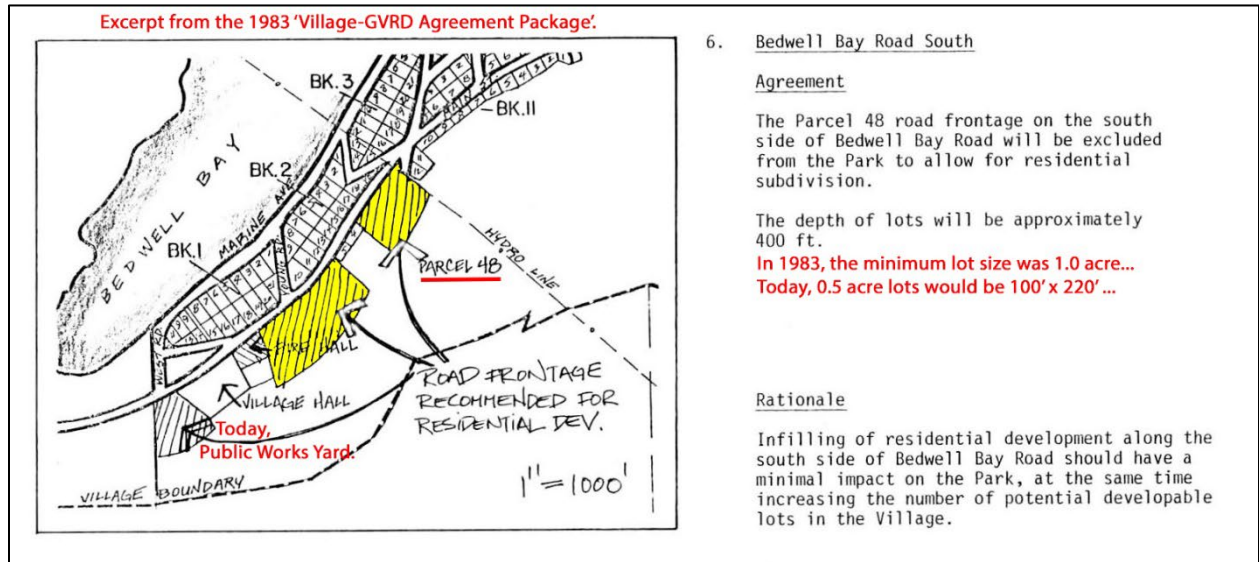 Excerpt from the 1983 'Village-GVRD Agreement Package'.
BK.3
BK.11
BK.2
BK.1
BEDWELL BAY
MARINE AVE
YOUNG RD
WEST RD
HYDRO LINE
PARCEL 48
FIRE HALL
VILLAGE HALL
ROAD FRONTAGE
RECOMMENDED FOR
RESIDENTIAL DEV.
Today,
Public Works Yard.
VILLAGE BOUNDARY
1"=1000'
6. Bedwell Bay Road South
Agreement
The Parcel 48 road frontage on the south
side of Bedwell Bay Road will be excluded
from the Park to allow for residential
subdivision.
The depth of lots will be approximately
400 ft.
In 1983, the minimum lot size was 1.0 acre...
Today, 0.5 acre lots would be 100' x 220' ...
Rationale
Infilling of residential development along the
south side of Bedwell Bay Road should have a
minimal impact on the Park, at the same time
increasing the number of potential developable
lots in the Village.